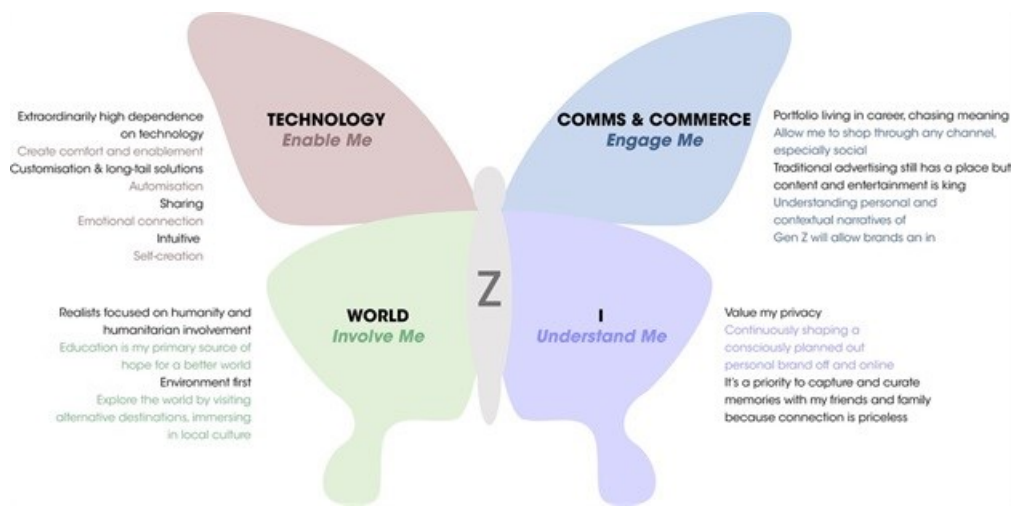 TECHNOLOGY
Enable Me
Extraordinarily high dependence
on technology
Create comfort and enablement
Customisation & long-tail solutions
Automisation
Sharing
Emotional connection
Intuitive
Self-creation
COMMS & COMMERCE
Engage Me
Portfolio living in career, chasing meaning
Allow me to shop through any channel,
especially social
Traditional advertising still has a place but
content and entertainment is king
Understanding personal and
contextual narratives of
Gen Z will allow brands an in
Z
WORLD
Involve Me
Realists focused on humanity and
humanitarian involvement
Education is my primary source of
hope for a better world
Environment first
Explore the world by visiting
alternative destinations, immersing
in local culture
I
Understand Me
Value my privacy
Continuously shaping a
consciously planned out
personal brand off and online
It's a priority to capture and curate
memories with my friends and family
because connection is priceless